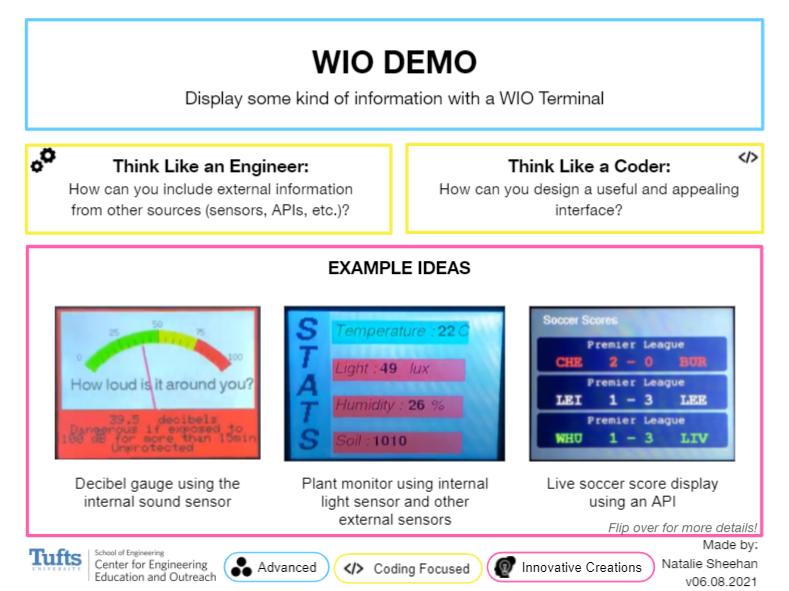 WIO DEMO
Display some kind of information with a WIO Terminal
Think Like an Engineer:
How can you include external information
from other sources (sensors, APIs, etc.)?
</>
Think Like a Coder:
How can you design a useful and appealing
interface?
EXAMPLE IDEAS
0 25 50 75 100
How loud is it around you?
39.5 decibels
Dangerous if exposed to
100 dB for more than 15min
Unprotected
STATS
Temperature : 22 C
Light : 49 lux
Humidity : 26 %
Soil : 1010
Soccer Scores
Premier League
CHE 2 - 0 BUR
Premier League
LEI 1 - 3 LEE
Premier League
WHU 1 - 3 LIV
Decibel gauge using the
internal sound sensor
Plant monitor using internal
light sensor and other
external sensors
Live soccer score display
using an API
Flip over for more details!
Tufts
UNIVERSITY
School of Engineering
Center for Engineering
Education and Outreach
Advanced
</> Coding Focused
Innovative Creations
Made by:
Natalie Sheehan
v06.08.2021